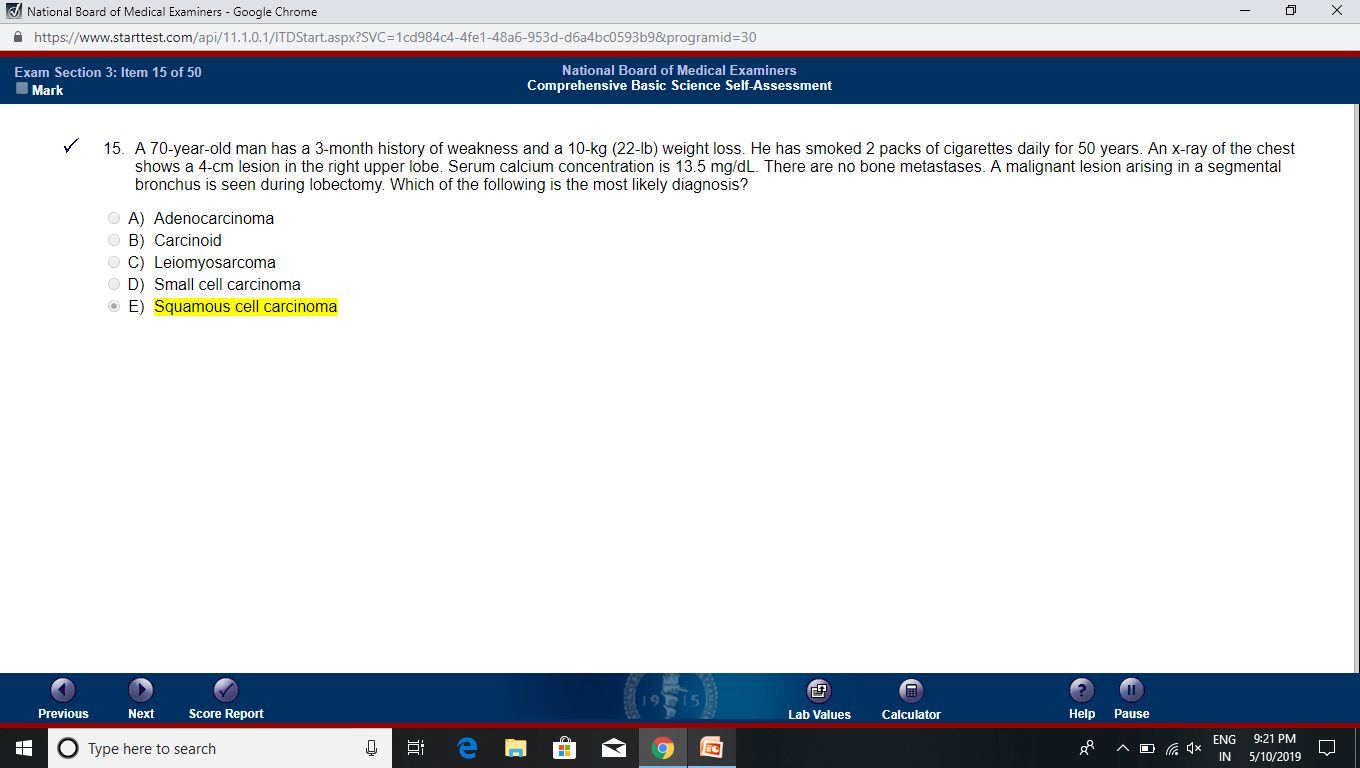 National Board of Medical Examiners - Google Chrome
https://www.starttest.com/api/11.1.0.1/ITDStart.aspx?SVC=1cd984c4-4fe1-48a6-953d-d6a4bc0593b9&programid=30
Exam Section 3: Item 15 of 50
National Board of Medical Examiners
Mark
Comprehensive Basic Science Self-Assessment
15. A 70-year-old man has a 3-month history of weakness and a 10-kg (22-lb) weight loss. He has smoked 2 packs of cigarettes daily for 50 years. An x-ray of the chest
shows a 4-cm lesion in the right upper lobe. Serum calcium concentration is 13.5 mg/dL. There are no bone metastases. A malignant lesion arising in a segmental
bronchus is seen during lobectomy. Which of the following is the most likely diagnosis?
A) Adenocarcinoma
B) Carcinoid
C) Leiomyosarcoma
D) Small cell carcinoma
E) Squamous cell carcinoma
19 15
Previous Next Score Report Lab Values Calculator Help Pause
Type here to search
ENG 9:21 PM
IN 5/10/2019